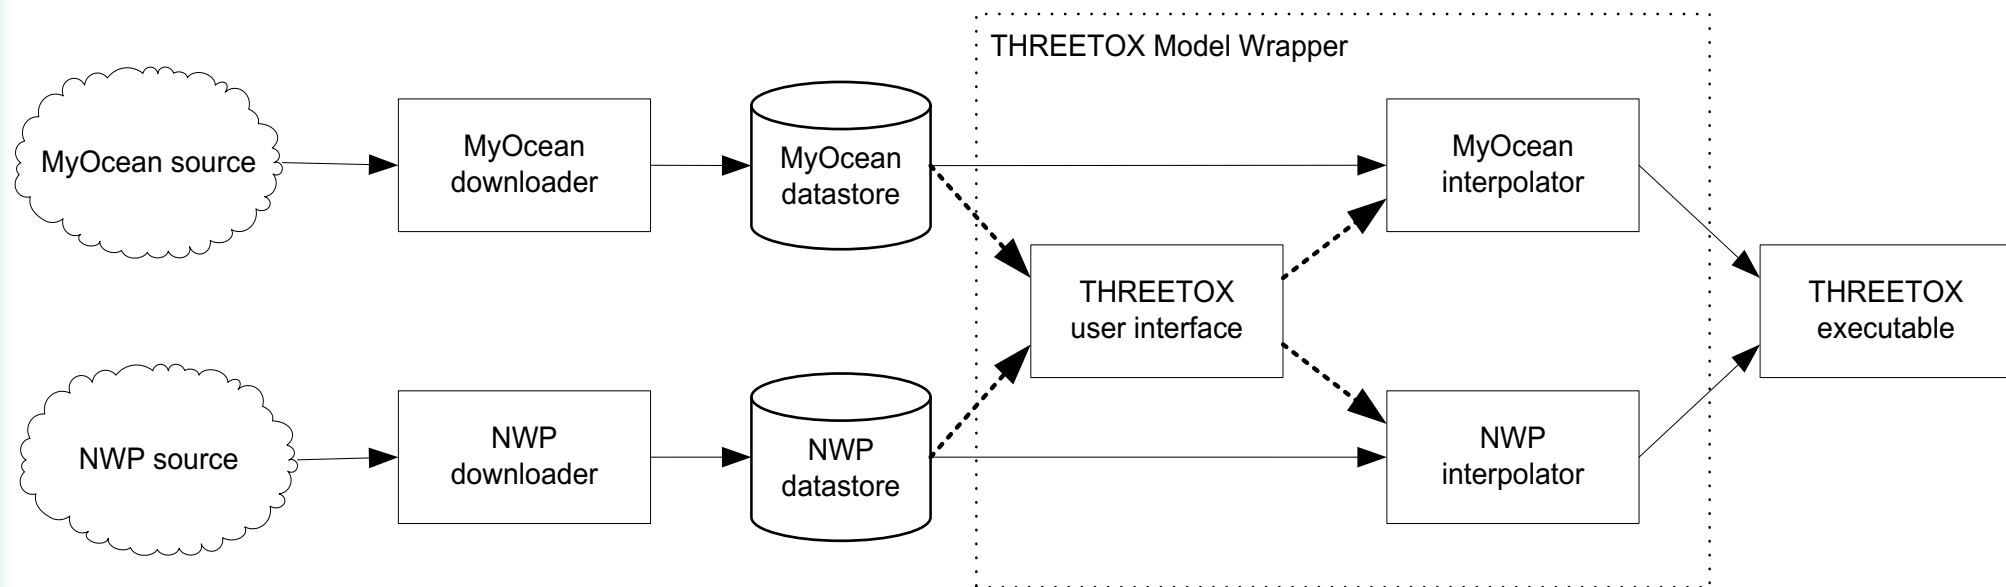 THREETOX Model Wrapper
MyOcean source
MyOcean
downloader
MyOcean
datastore
MyOcean
interpolator
THREETOX
user interface
THREETOX
executable
NWP source
NWP
downloader
NWP
datastore
NWP
interpolator